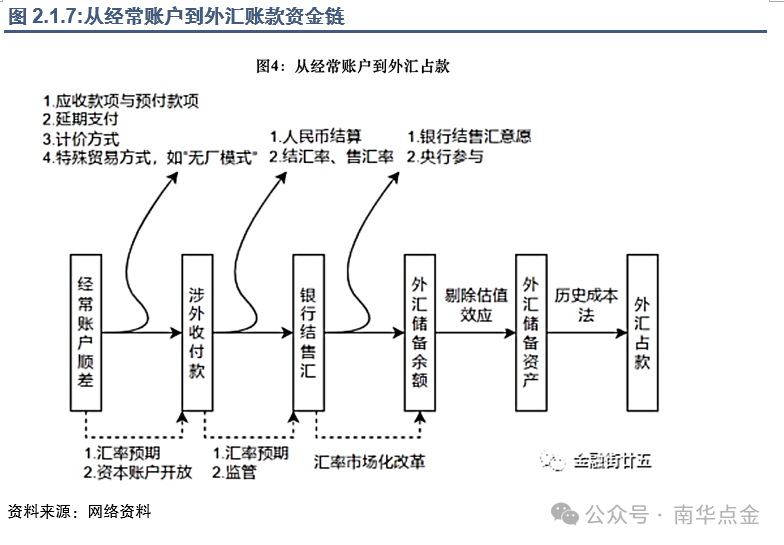 图 2.1.7:从经常账户到外汇账款资金链
图4：从经常账户到外汇占款
1.应收款项与预付款项
2.延期支付
3.计价方式
4.特殊贸易方式，如“无厂模式”
1.人民币结算
2.结汇率、售汇率
1.银行结售汇意愿
2.央行参与
经常账户顺差
涉外收付款
银行结售汇
外汇储备余额
剔除估值
效应
外汇储备资产
历史成本
法
外汇占款
1.汇率预期
2.资本账户开放
1.汇率预期
2.监管
汇率市场化改革
金融街廿五
资料来源：网络资料
公众号 · 南华点金